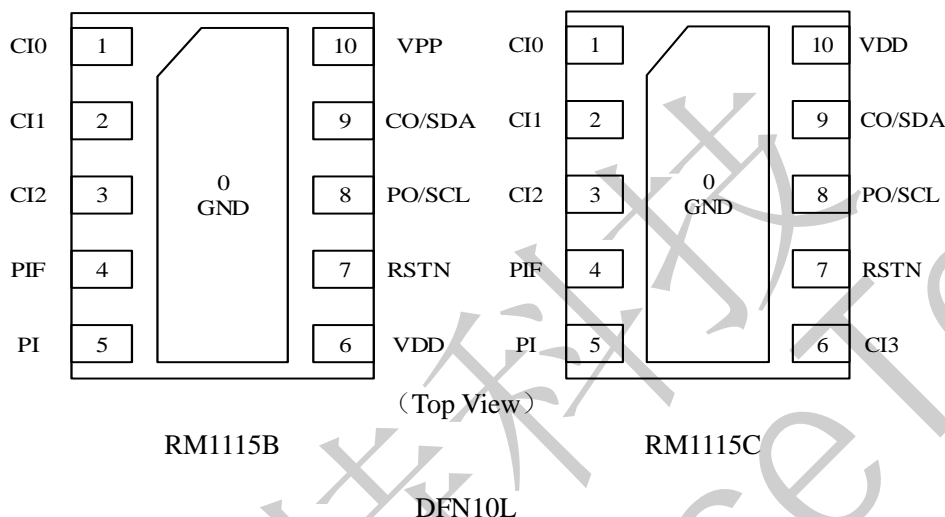 CI0 1 10 VPP CI0 1 10 VDD
CI1 2 9 CO/SDA CI1 2 9 CO/SDA
CI2 3 0 8 PO/SCL CI2 3 0 8 PO/SCL
GND GND
PIF 4 7 RSTN PIF 4 7 RSTN
PI 5 6 VDD PI 5 6 CI3
（Top View）
RM1115B RM1115C
DFN10L